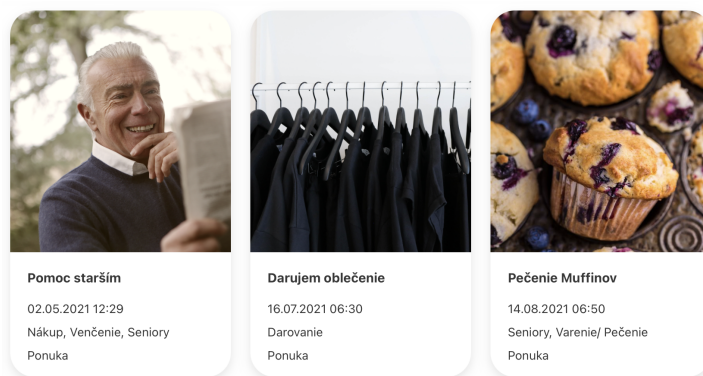 Pomoc starším
02.05.2021 12:29
Nákup, Venčenie, Seniory
Ponuka
Darujem oblečenie
16.07.2021 06:30
Darovanie
Ponuka
Pečenie Muffinov
14.08.2021 06:50
Seniory, Varenie/ Pečenie
Ponuka